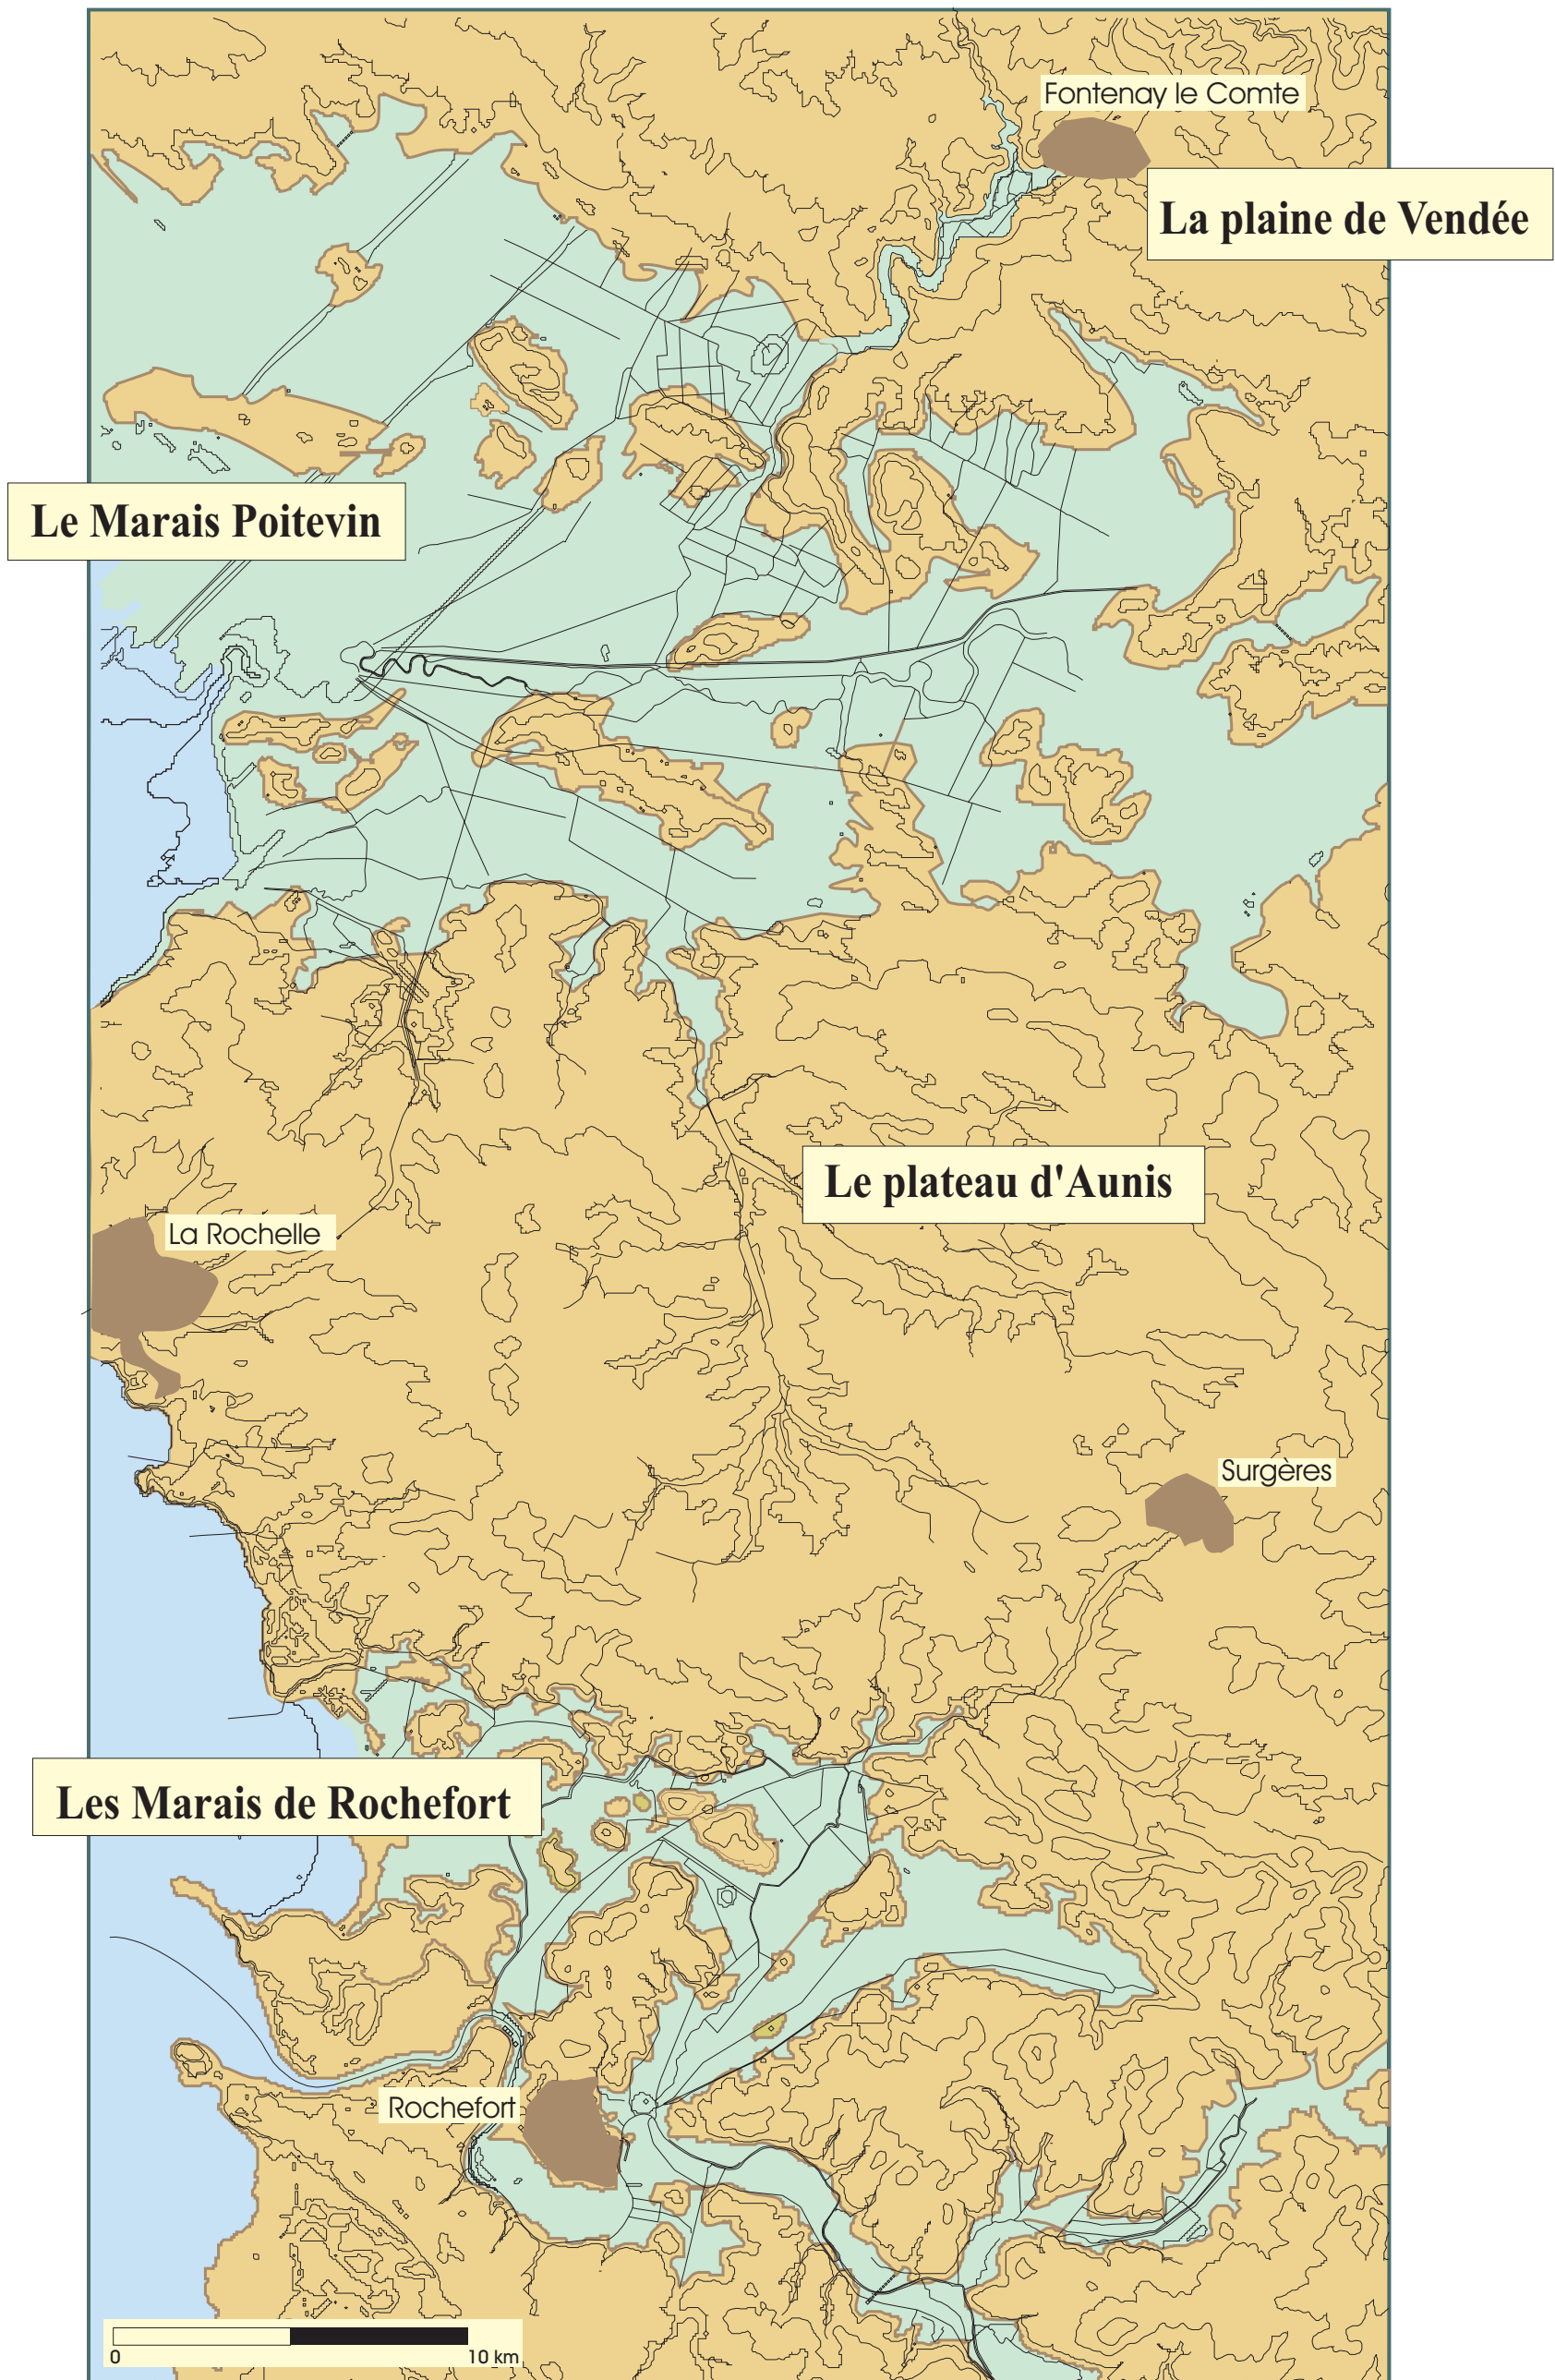 Fontenay le Comte
La plaine de Vendée
Le Marais Poitevin
Le plateau d'Aunis
La Rochelle
Surgères
Les Marais de Rochefort
Rochefort
0 10 km